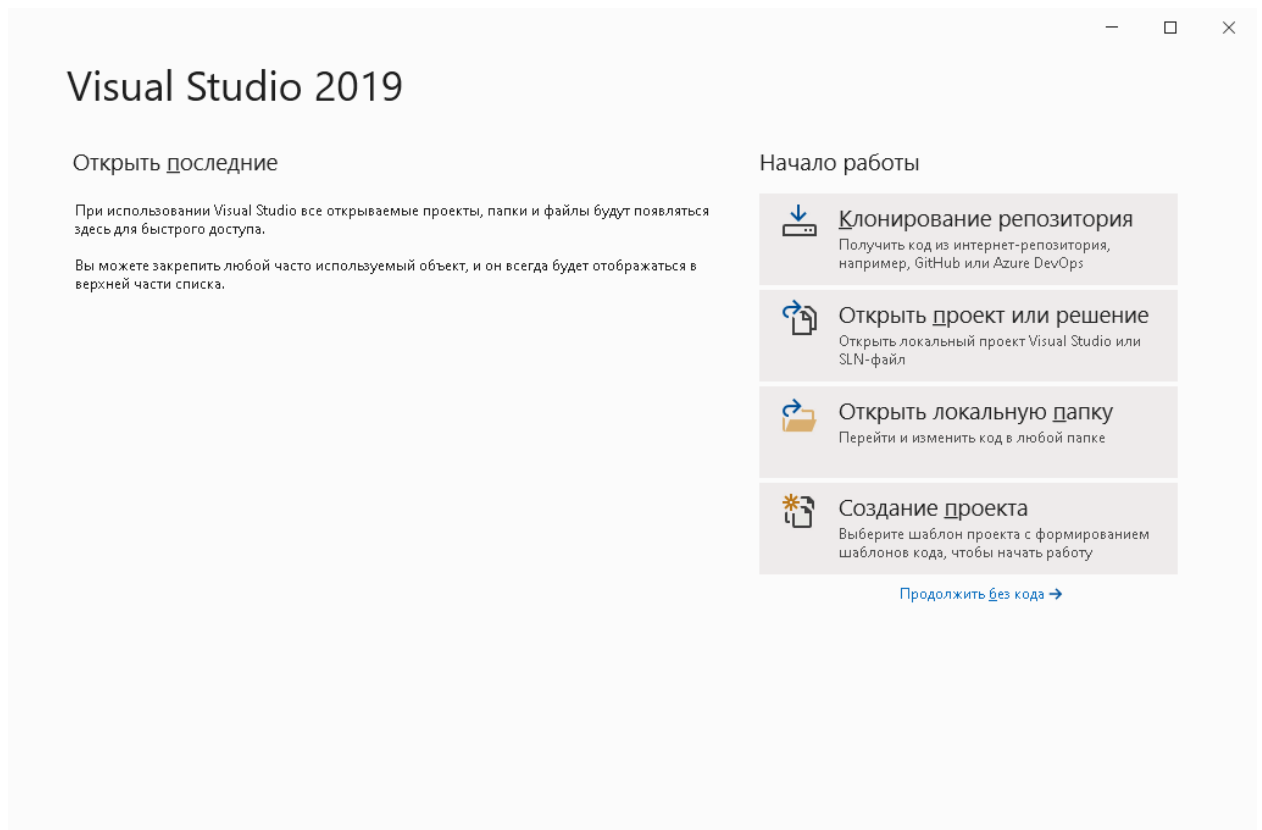 Visual Studio 2019
Открыть последние
При использовании Visual Studio все открываемые проекты, папки и файлы будут появляться
здесь для быстрого доступа.
Вы можете закрепить любой часто используемый объект, и он всегда будет отображаться в
верхней части списка.
Начало работы
Клонирование репозитория
Получить код из интернет-репозитория,
например, GitHub или Azure DevOps
Открыть проект или решение
Открыть локальный проект Visual Studio или
SLN-файл
Открыть локальную папку
Перейти и изменить код в любой папке
Создание проекта
Выберите шаблон проекта с формированием
шаблонов кода, чтобы начать работу
Продолжить без кода →